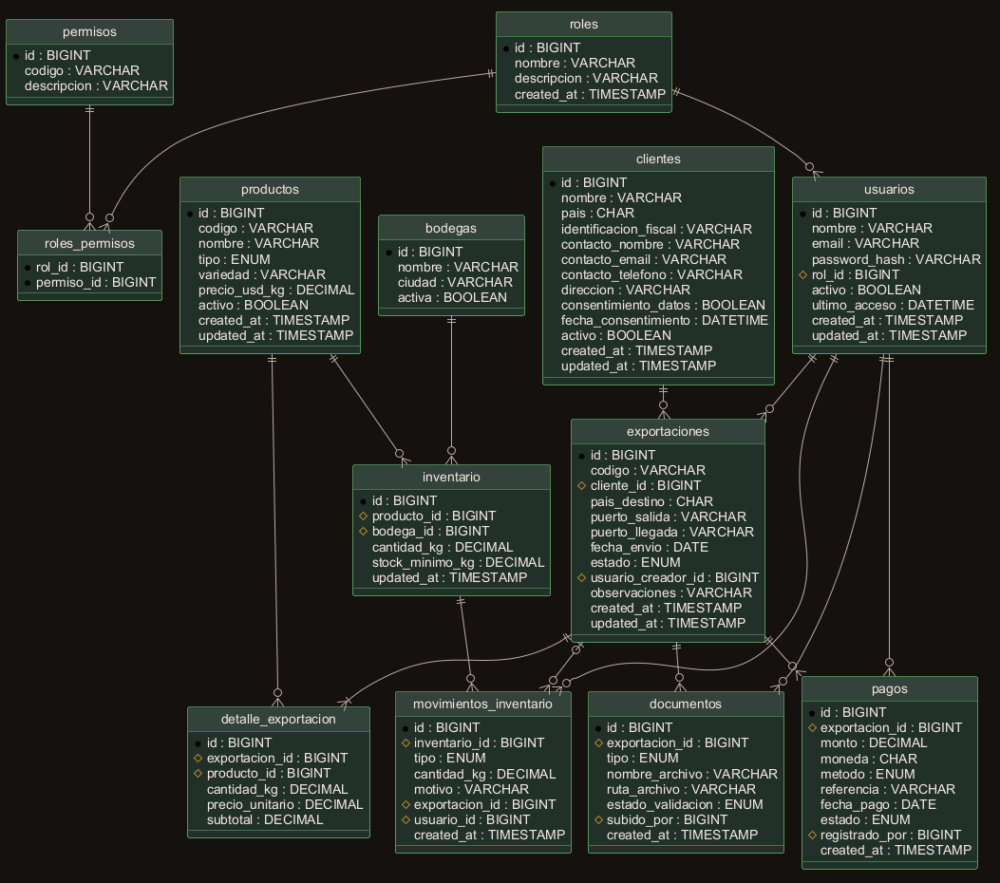 permisos
id : BIGINT
codigo : VARCHAR
descripcion : VARCHAR
roles
id : BIGINT
nombre : VARCHAR
descripcion : VARCHAR
created_at : TIMESTAMP
roles_permisos
rol_id : BIGINT
permiso_id : BIGINT
productos
id : BIGINT
codigo : VARCHAR
nombre : VARCHAR
tipo : ENUM
variedad : VARCHAR
precio_usd_kg : DECIMAL
activo : BOOLEAN
created_at : TIMESTAMP
updated_at : TIMESTAMP
bodegas
id : BIGINT
nombre : VARCHAR
ciudad : VARCHAR
activa : BOOLEAN
clientes
id : BIGINT
nombre : VARCHAR
pais : CHAR
identificacion_fiscal : VARCHAR
contacto_nombre : VARCHAR
contacto_email : VARCHAR
contacto_telefono : VARCHAR
direccion : VARCHAR
consentimiento_datos : BOOLEAN
fecha_consentimiento : DATETIME
activo : BOOLEAN
created_at : TIMESTAMP
updated_at : TIMESTAMP
usuarios
id : BIGINT
nombre : VARCHAR
email : VARCHAR
password_hash : VARCHAR
rol_id : BIGINT
activo : BOOLEAN
ultimo_acceso : DATETIME
created_at : TIMESTAMP
updated_at : TIMESTAMP
inventario
id : BIGINT
producto_id : BIGINT
bodega_id : BIGINT
cantidad_kg : DECIMAL
stock_minimo_kg : DECIMAL
updated_at : TIMESTAMP
exportaciones
id : BIGINT
codigo : VARCHAR
cliente_id : BIGINT
pais_destino : CHAR
puerto_salida : VARCHAR
puerto_llegada : VARCHAR
fecha_envio : DATE
estado : ENUM
usuario_creador_id : BIGINT
observaciones : VARCHAR
created_at : TIMESTAMP
updated_at : TIMESTAMP
detalle_exportacion
id : BIGINT
exportacion_id : BIGINT
producto_id : BIGINT
cantidad_kg : DECIMAL
precio_unitario : DECIMAL
subtotal : DECIMAL
movimientos_inventario
id : BIGINT
inventario_id : BIGINT
tipo : ENUM
cantidad_kg : DECIMAL
motivo : VARCHAR
exportacion_id : BIGINT
usuario_id : BIGINT
created_at : TIMESTAMP
documentos
id : BIGINT
exportacion_id : BIGINT
tipo : ENUM
nombre_archivo : VARCHAR
ruta_archivo : VARCHAR
estado_validacion : ENUM
subido_por : BIGINT
created_at : TIMESTAMP
pagos
id : BIGINT
exportacion_id : BIGINT
monto : DECIMAL
moneda : CHAR
metodo : ENUM
referencia : VARCHAR
fecha_pago : DATE
estado : ENUM
registrado_por : BIGINT
created_at : TIMESTAMP